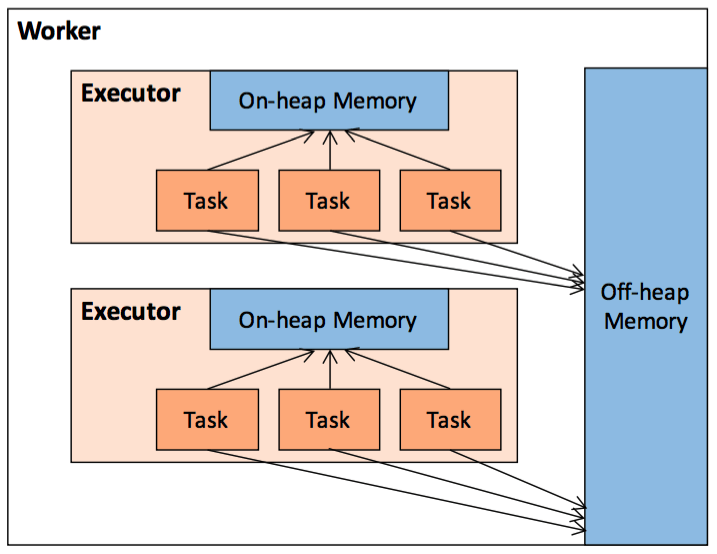 Worker
Executor
On-heap Memory
Task
Task
Task
Executor
On-heap Memory
Task
Task
Task
Off-heap
Memory